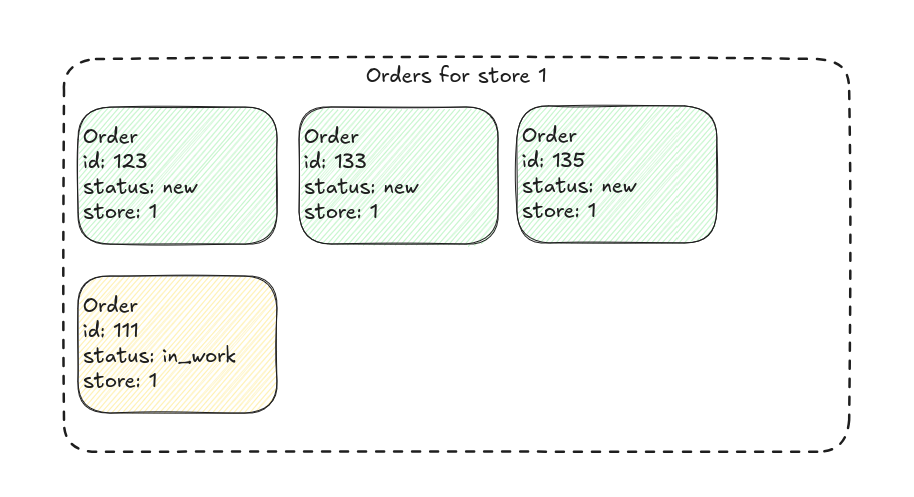 Orders for store 1
Order
id: 123
status: new
store: 1
Order
id: 133
status: new
store: 1
Order
id: 135
status: new
store: 1
Order
id: 111
status: in_work
store: 1